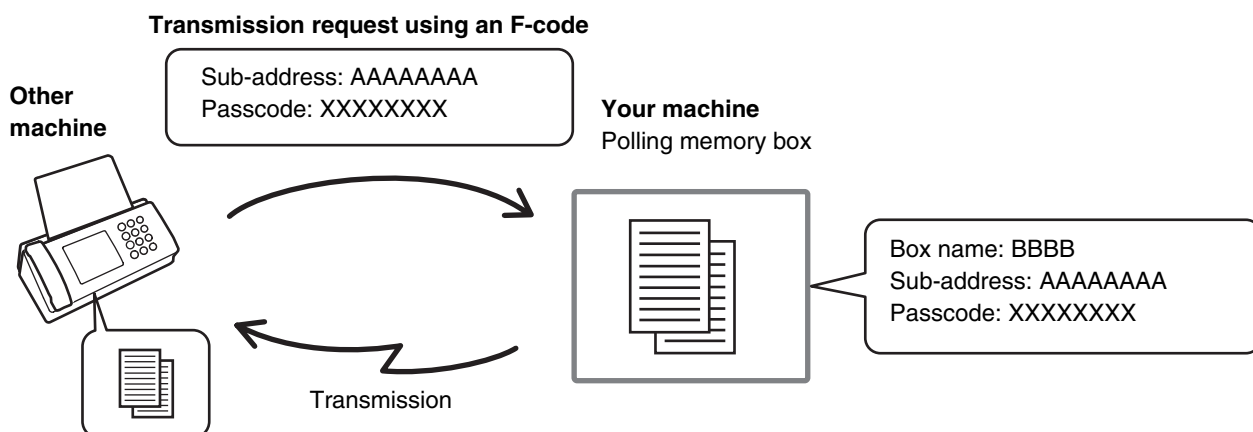 Transmission request using an F-code
Sub-address: AAAAAAAA
Passcode: XXXXXXXX
Other
machine
Your machine
Polling memory box
Box name: BBBB
Sub-address: AAAAAAAA
Passcode: XXXXXXXX
Transmission